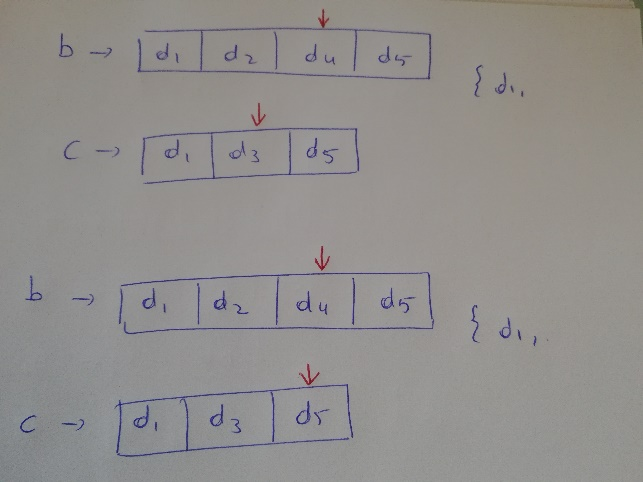 b → d1 d2 d4 d5 { d1,
c → d1 d3 d5
b → d1 d2 d4 d5 { d1,
c → d1 d3 d5